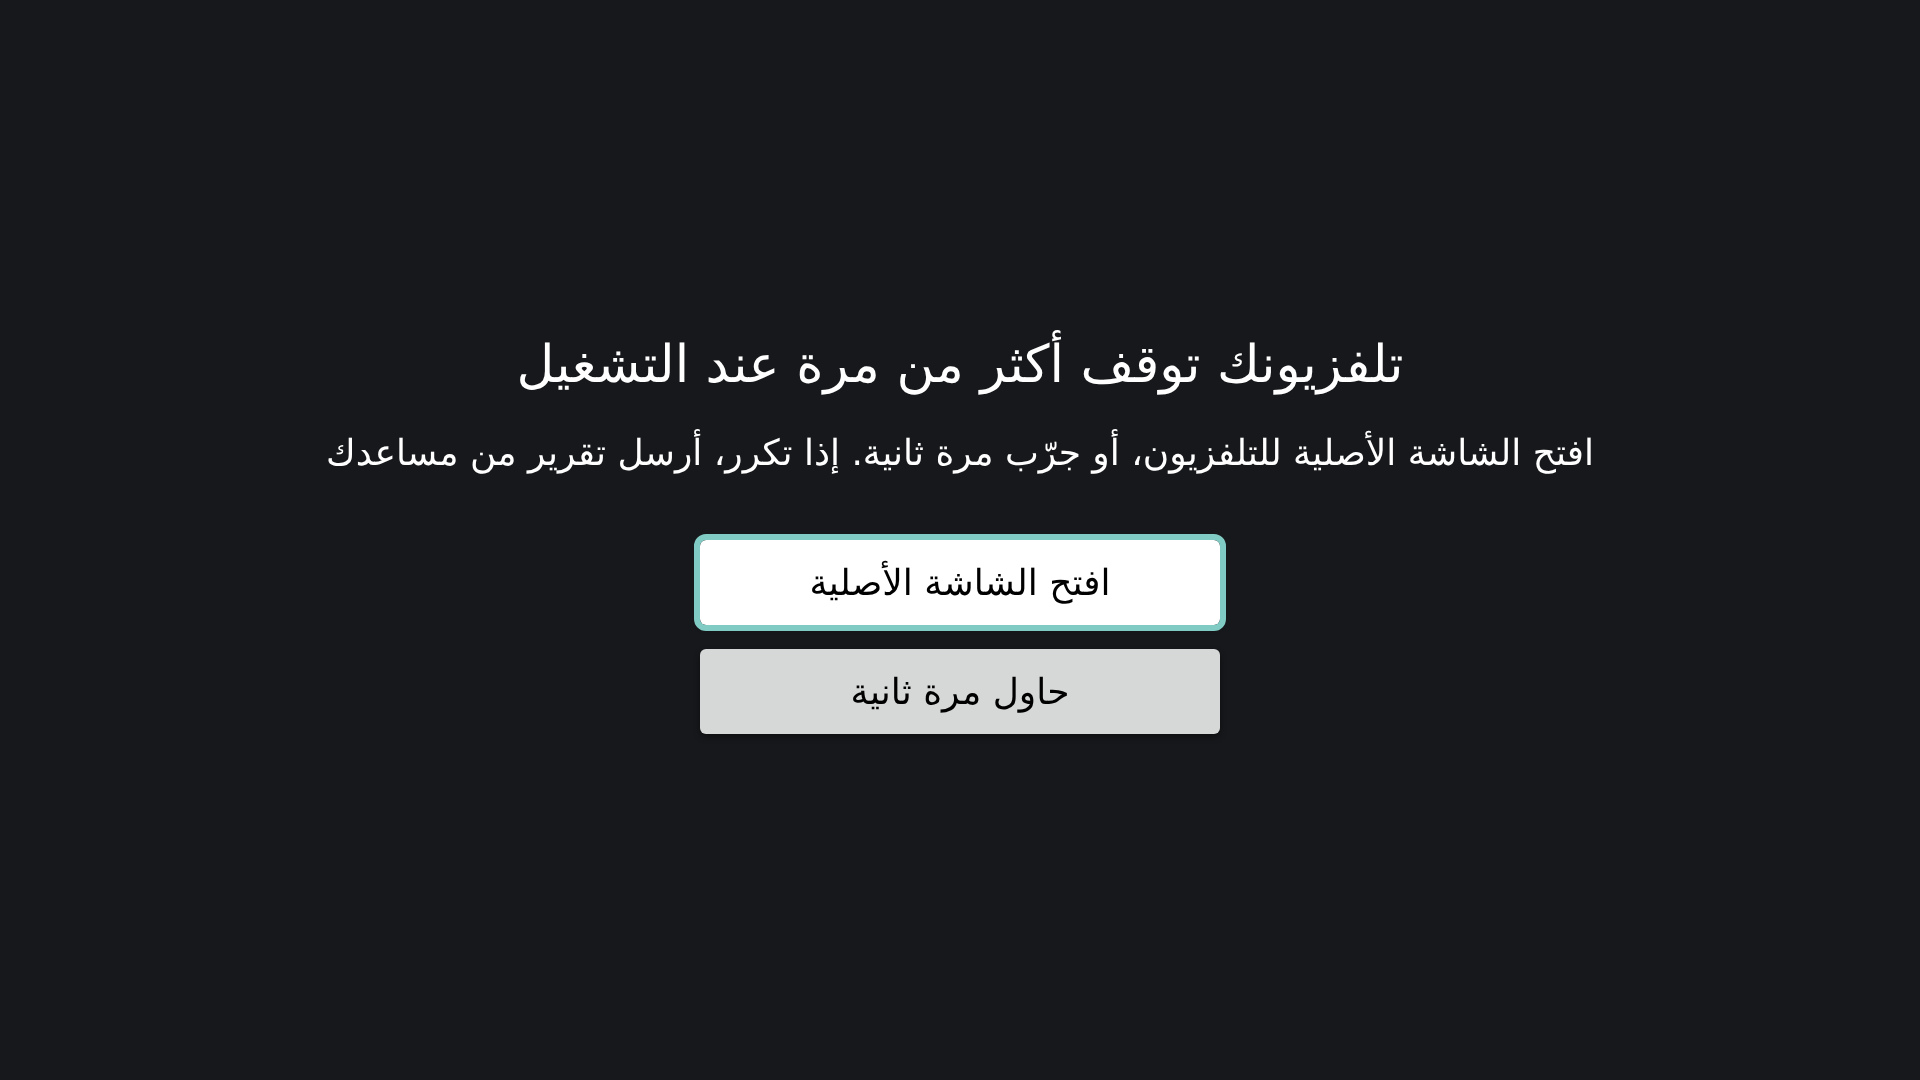 تلفزيونك توقف أكثر من مرة عند التشغيل
افتح الشاشة الأصلية للتلفزيون، أو جرّب مرة ثانية. إذا تكرر، أرسل تقرير من مساعدك
افتح الشاشة الأصلية
حاول مرة ثانية